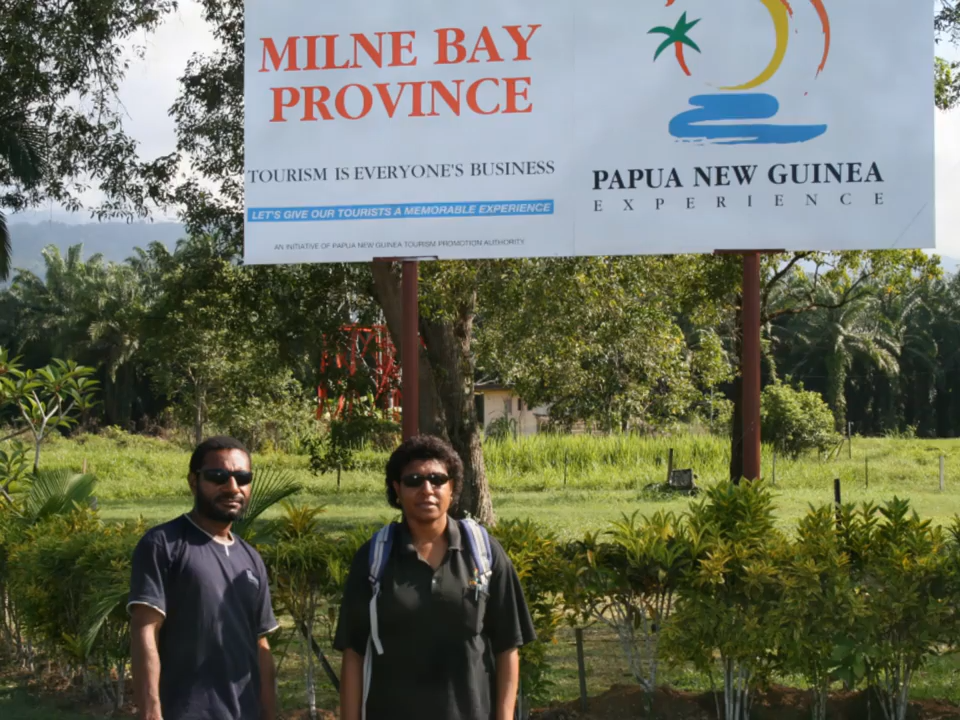 MILNE BAY
PROVINCE
TOURISM IS EVERYONE'S BUSINESS
LET'S GIVE OUR TOURISTS A MEMORABLE EXPERIENCE
AN INITIATIVE OF PAPUA NEW GUINEA TOURISM PROMOTION AUTHORITY
PAPUA NEW GUINEA
EXPERIENCE